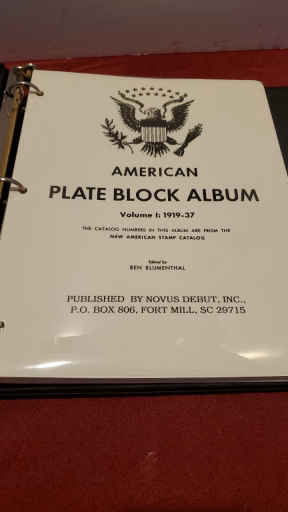 AMERICAN
PLATE BLOCK ALBUM
Volume I: 1919-37
THE CATALOG NUMBERS IN THIS ALBUM ARE FROM THE
NEW AMERICAN STAMP CATALOG
Edited by
BEN BLUMENTHAL
PUBLISHED BY NOVUS DEBUT, INC.,
P.O. BOX 806, FORT MILL, SC 29715